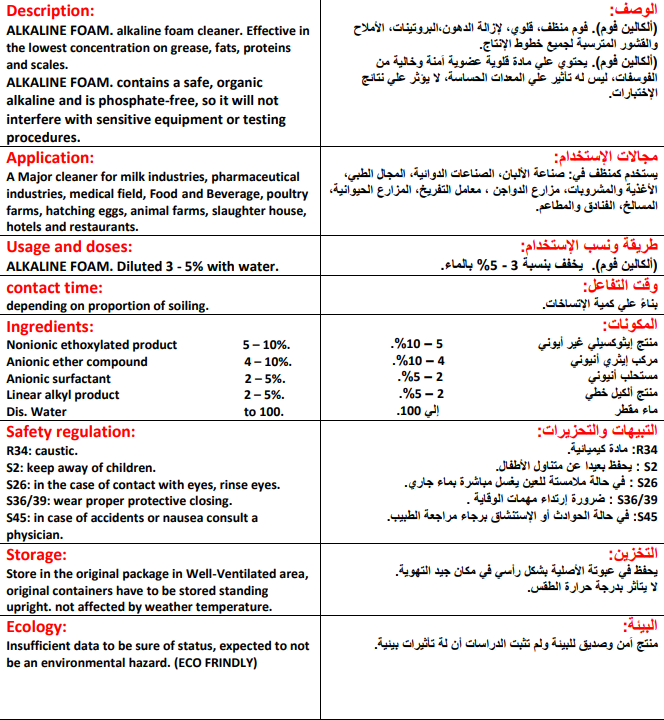 Description:
ALKALINE FOAM. alkaline foam cleaner. Effective in
the lowest concentration on grease, fats, proteins
and scales.
ALKALINE FOAM. contains a safe, organic
alkaline and is phosphate-free, so it will not
interfere with sensitive equipment or testing
procedures.
الوصف:
(ألكالين فوم). فوم منظف، قلوي، لإزالة الدهون،البروتينات، الأملاح
والقشور المترسبة لجميع خطوط الإنتاج.
(ألكالين فوم). يحتوي علي مادة قلوية عضوية آمنة وخالية من
الفوسفات، ليس له تأثير علي المعدات الحساسة، لا يؤثر علي نتائج
الإختبارات.
Application:
A Major cleaner for milk industries, pharmaceutical
industries, medical field, Food and Beverage, poultry
farms, hatching eggs, animal farms, slaughter house,
hotels and restaurants.
مجالات الإستخدام:
يستخدم كمنظف في: صناعة الألبان، الصناعات الدوائية، المجال الطبي،
الأغذية والمشروبات، مزارع الدواجن ، معامل التفريخ، المزارع الحيوانية،
المسالخ، الفنادق والمطاعم.
Usage and doses:
ALKALINE FOAM. Diluted 3 - 5% with water.
طريقة ونسب الإستخدام:
(ألكالين فوم). يخفف بنسبة 3 - 5% بالماء.
contact time:
depending on proportion of soiling.
وقت التفاعل:
بناءً علي كمية الإتساخات.
Ingredients:
Nonionic ethoxylated product 5 – 10%.
Anionic ether compound 4 – 10%.
Anionic surfactant 2 – 5%.
Linear alkyl product 2 – 5%.
Dis. Water to 100.
المكونات:
منتج إيثوكسيلي غير أيوني 5 – 10%.
مركب إيثري أنيوني 4 – 10%.
مستحلب أنيوني 2 – 5%.
منتج ألكيل خطي 2 – 5%.
ماء مقطر إلي 100.
Safety regulation:
R34: caustic.
S2: keep away of children.
S26: in the case of contact with eyes, rinse eyes.
S36/39: wear proper protective closing.
S45: in case of accidents or nausea consult a
physician.
التبيهات والتحزيرات:
R34: مادة كيميائية.
S2 : يحفظ بعيدا عن متناول الأطفال.
S26 : في حالة ملامستة للعين يغسل مباشرة بماء جاري.
S36/39 : ضرورة إرتداء مهمات الوقاية .
S45: في حالة الحوادث أو الإستنشاق برجاء مراجعة الطبيب.
Storage:
Store in the original package in Well-Ventilated area,
original containers have to be stored standing
upright. not affected by weather temperature.
التخزين:
يحفظ في عبوتة الأصلية بشكل رأسي في مكان جيد التهوية.
لا يتأثر بدرجة حرارة الطقس.
Ecology:
Insufficient data to be sure of status, expected to not
be an environmental hazard. (ECO FRINDLY)
البيئة:
منتج أمن وصديق للبيئة ولم تثبت الدراسات أن لة تأثيرات بيئية.